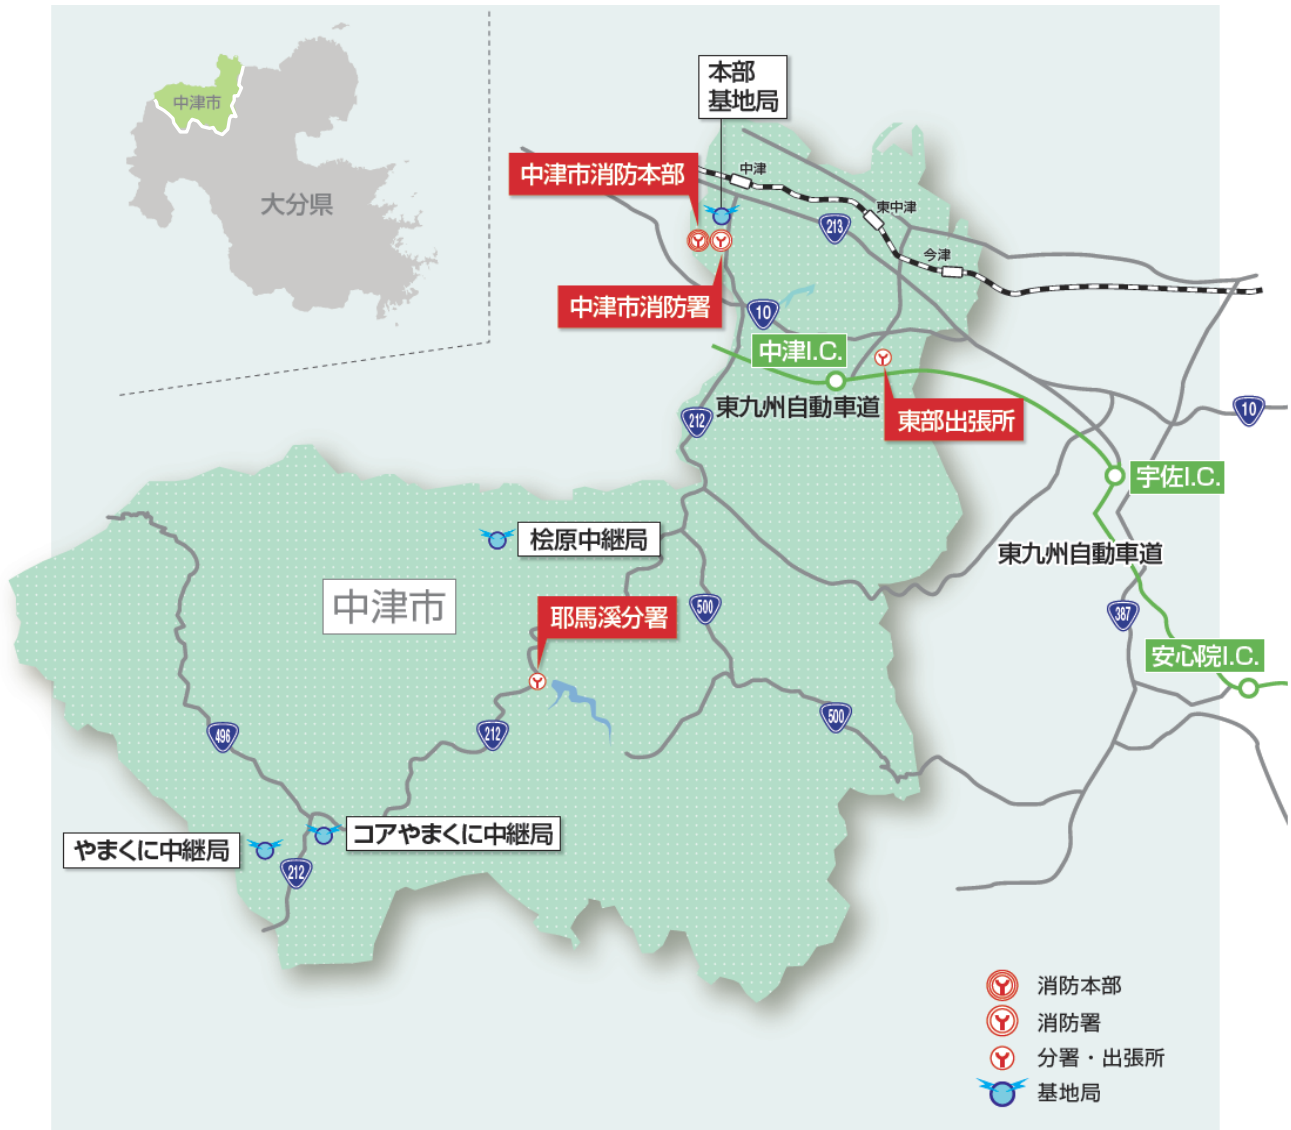 中津市
大分県
本部
基地局
中津市消防本部
中津
東中津
213
今津
中津市消防署
10
中津I.C.
東九州自動車道
212
東部出張所
10
宇佐I.C.
東九州自動車道
桧原中継局
中津市
耶馬溪分署
500
387
安心院I.C.
496
212
500
コアやまくに中継局
やまくに中継局
212
消防本部
消防署
分署・出張所
基地局